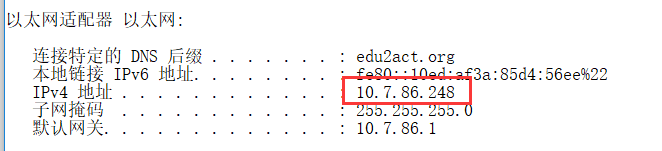 以太网适配器 以太网:
连接特定的 DNS 后缀 . . . . . . . : edu2act.org
本地链接 IPv6 地址. . . . . . . . : fe80::10ed:af3a:85d4:56ee%22
IPv4 地址 . . . . . . . . . . . . : 10.7.86.248
子网掩码 . . . . . . . . . . . . : 255.255.255.0
默认网关. . . . . . . . . . . . . : 10.7.86.1